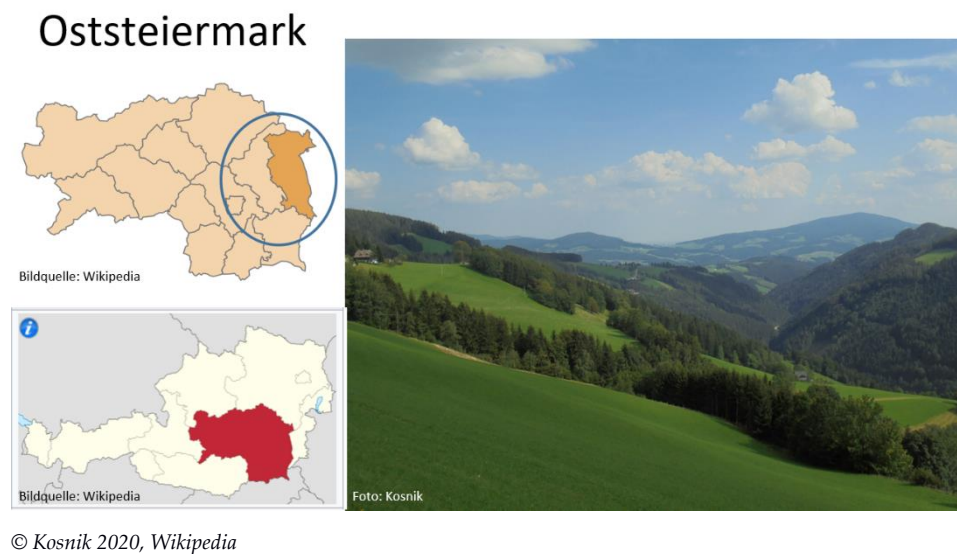 Oststeiermark
Bildquelle: Wikipedia
i
Bildquelle: Wikipedia
Foto: Kosnik
© Kosnik 2020, Wikipedia